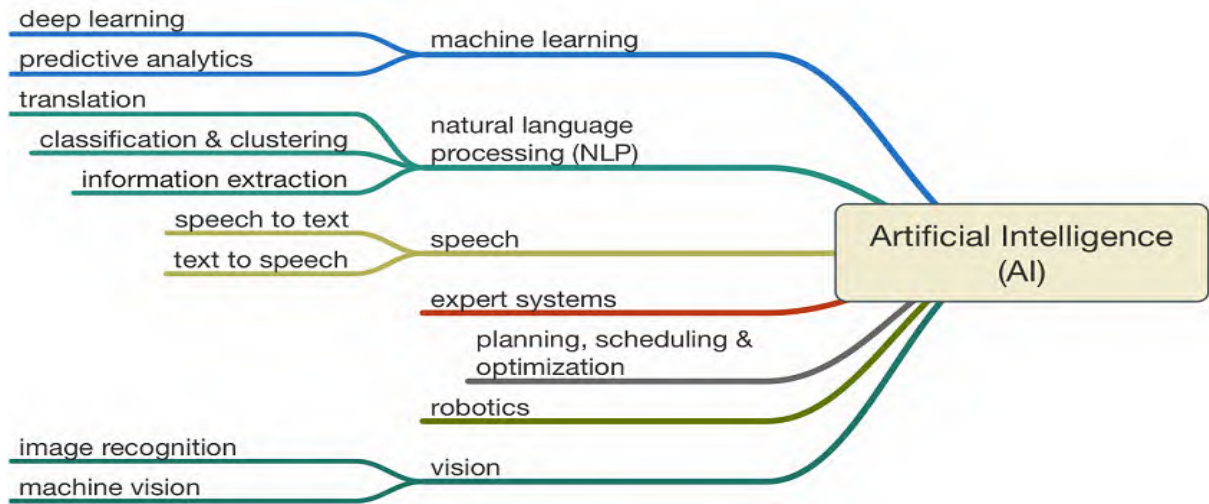 deep learning
predictive analytics
machine learning
translation
classification & clustering
information extraction
natural language
processing (NLP)
speech to text
text to speech
speech
expert systems
planning, scheduling &
optimization
robotics
image recognition
machine vision
vision
Artificial Intelligence
(AI)